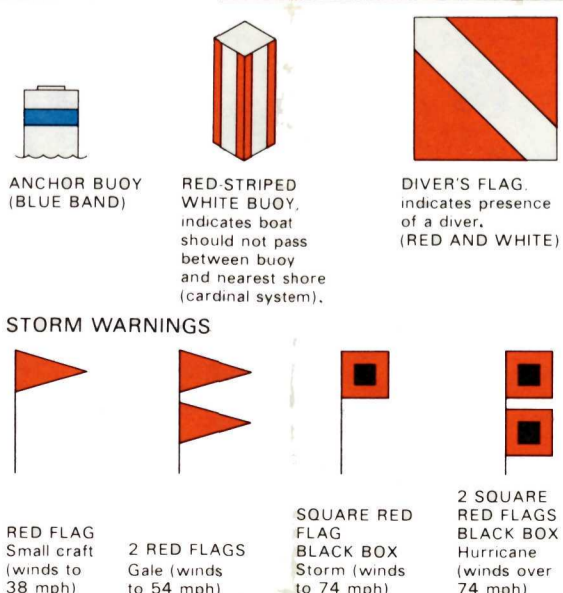 ANCHOR BUOY
(BLUE BAND)
RED-STRIPED
WHITE BUOY,
indicates boat
should not pass
between buoy
and nearest shore
(cardinal system).
DIVER'S FLAG.
indicates presence
of a diver.
(RED AND WHITE)
STORM WARNINGS
RED FLAG
Small craft
(winds to
38 mph)
2 RED FLAGS
Gale (winds
to 54 mph)
SQUARE RED
FLAG
BLACK BOX
Storm (winds
to 74 mph)
2 SQUARE
RED FLAGS
BLACK BOX
Hurricane
(winds over
74 mph)